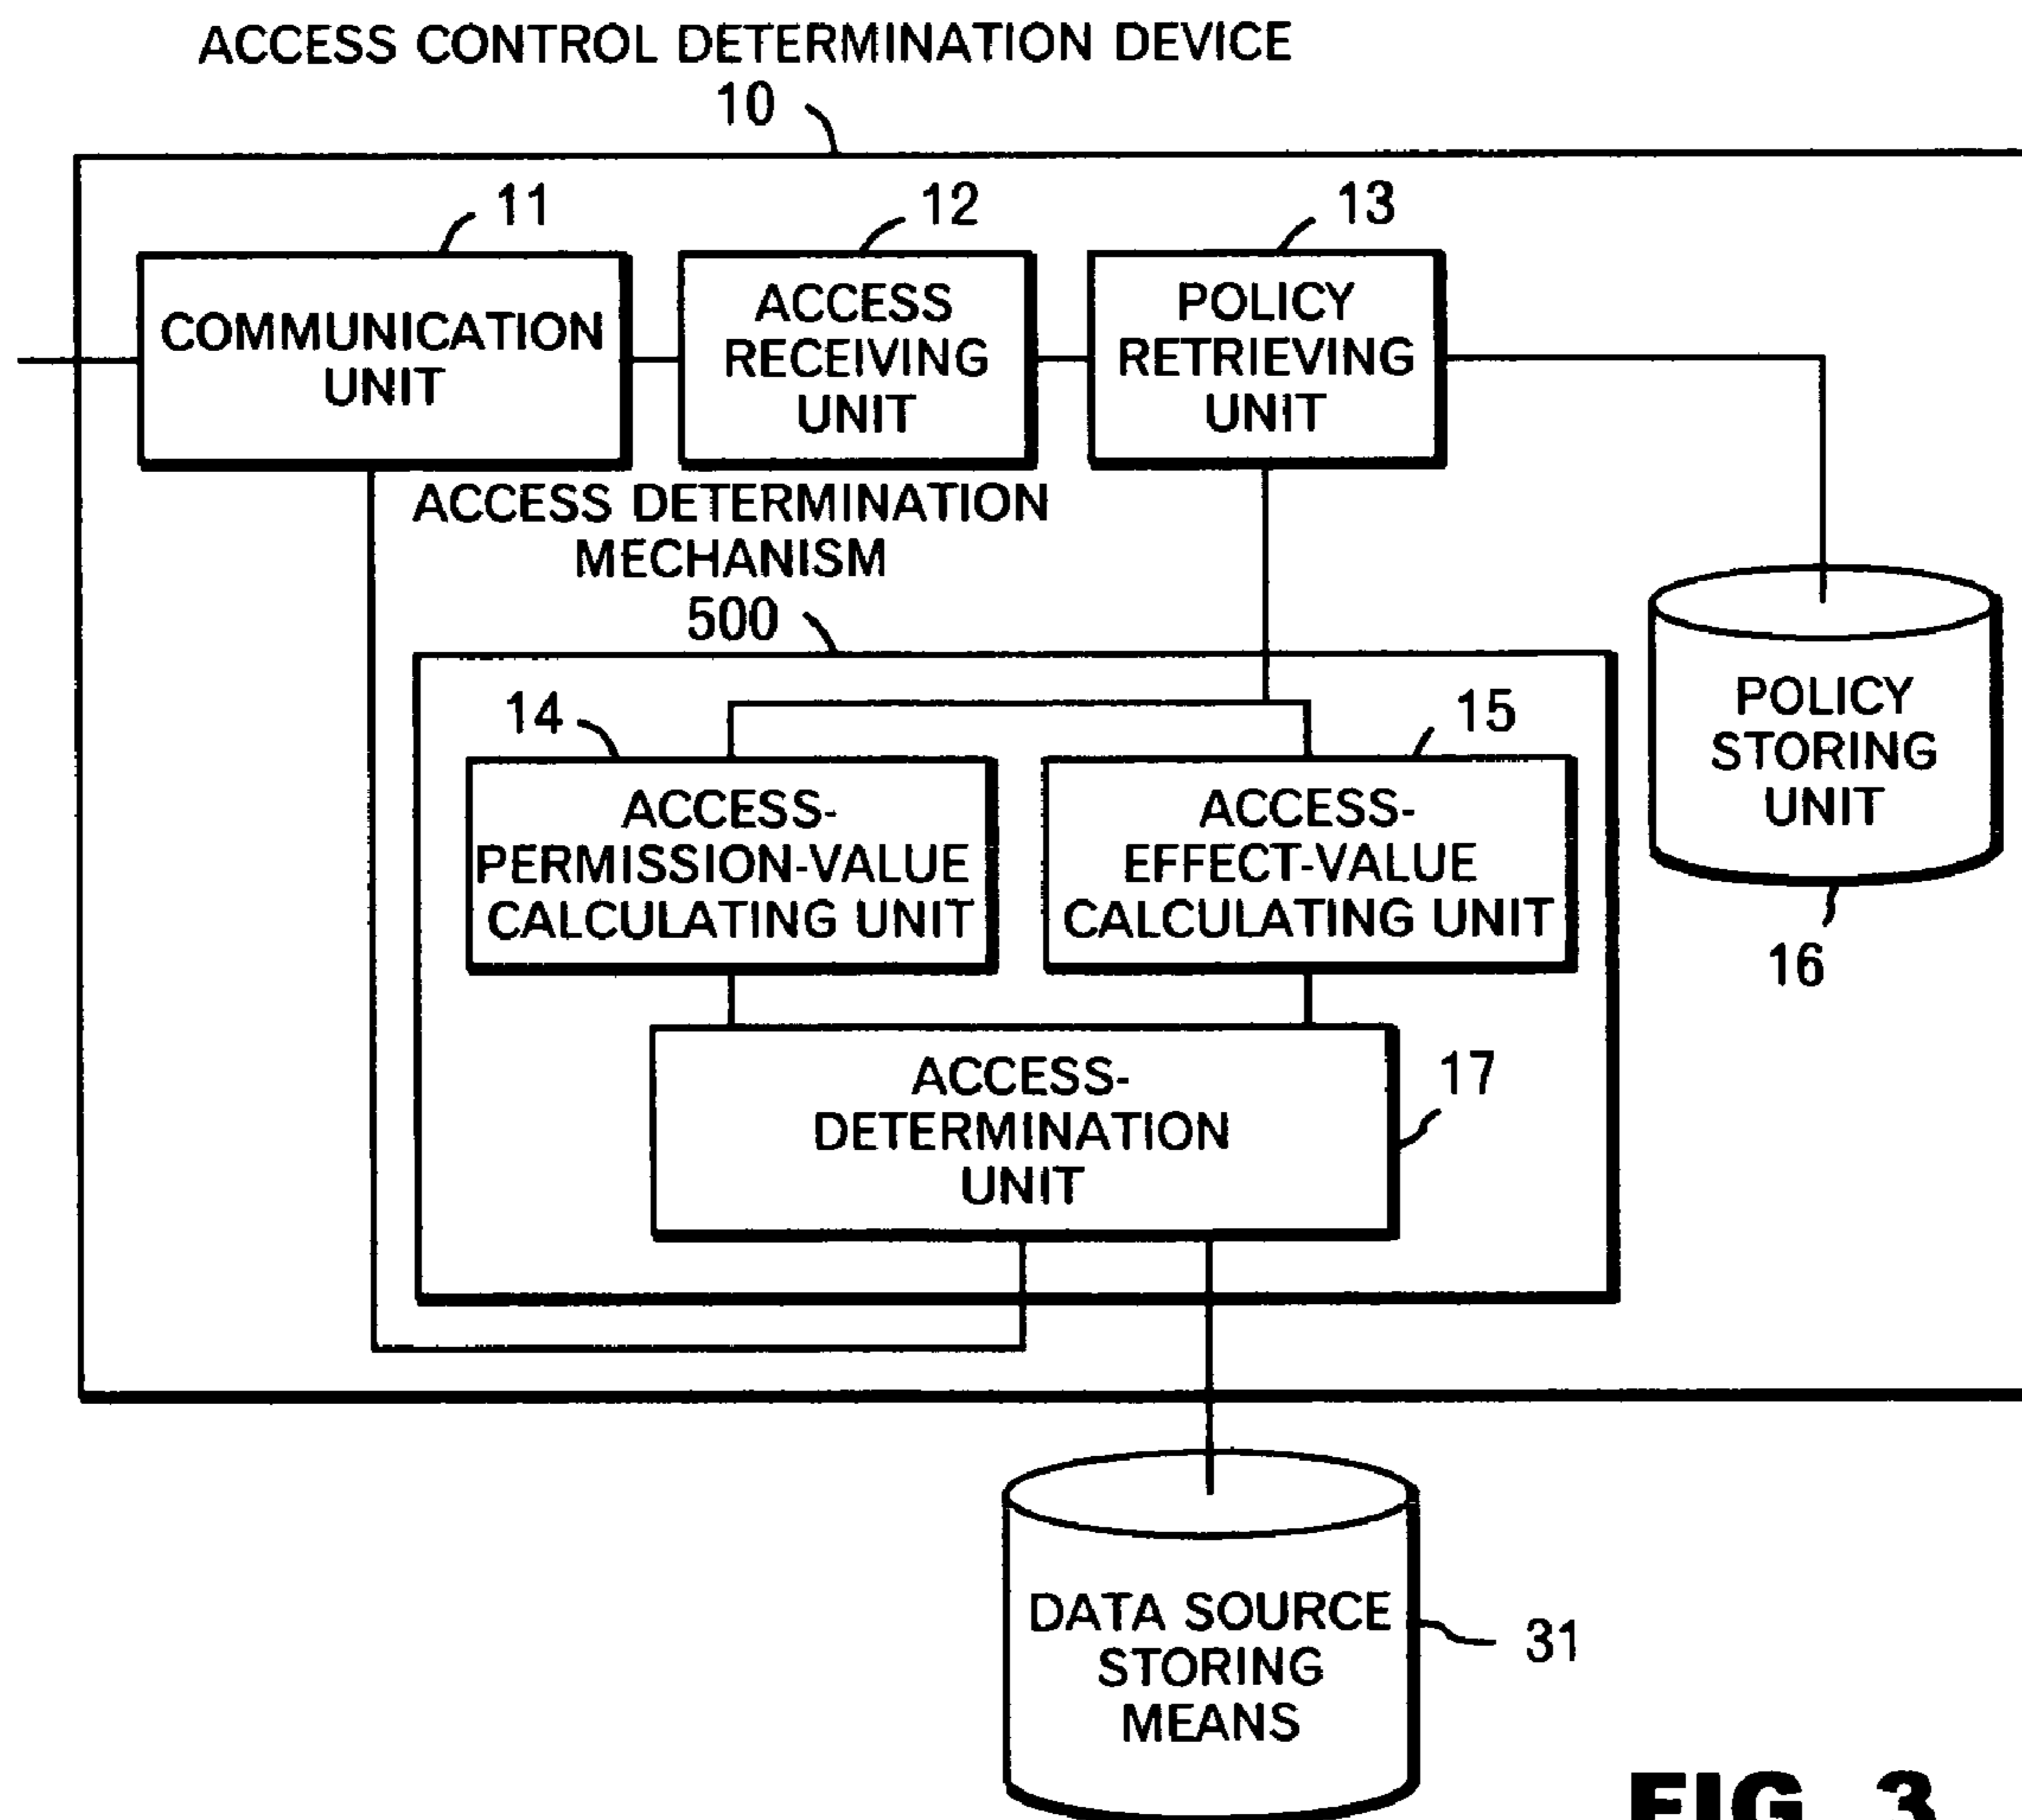 ACCESS CONTROL DETERMINATION DEVICE
10
11
12
13
COMMUNICATION
UNIT
ACCESS
RECEIVING
UNIT
POLICY
RETRIEVING
UNIT
ACCESS DETERMINATION
MECHANISM
500
14
15
ACCESS-
PERMISSION-VALUE
CALCULATING UNIT
ACCESS-
EFFECT-VALUE
CALCULATING UNIT
POLICY
STORING
UNIT
16
ACCESS-
DETERMINATION
UNIT
17
DATA SOURCE
STORING
MEANS
31
FIG. 3